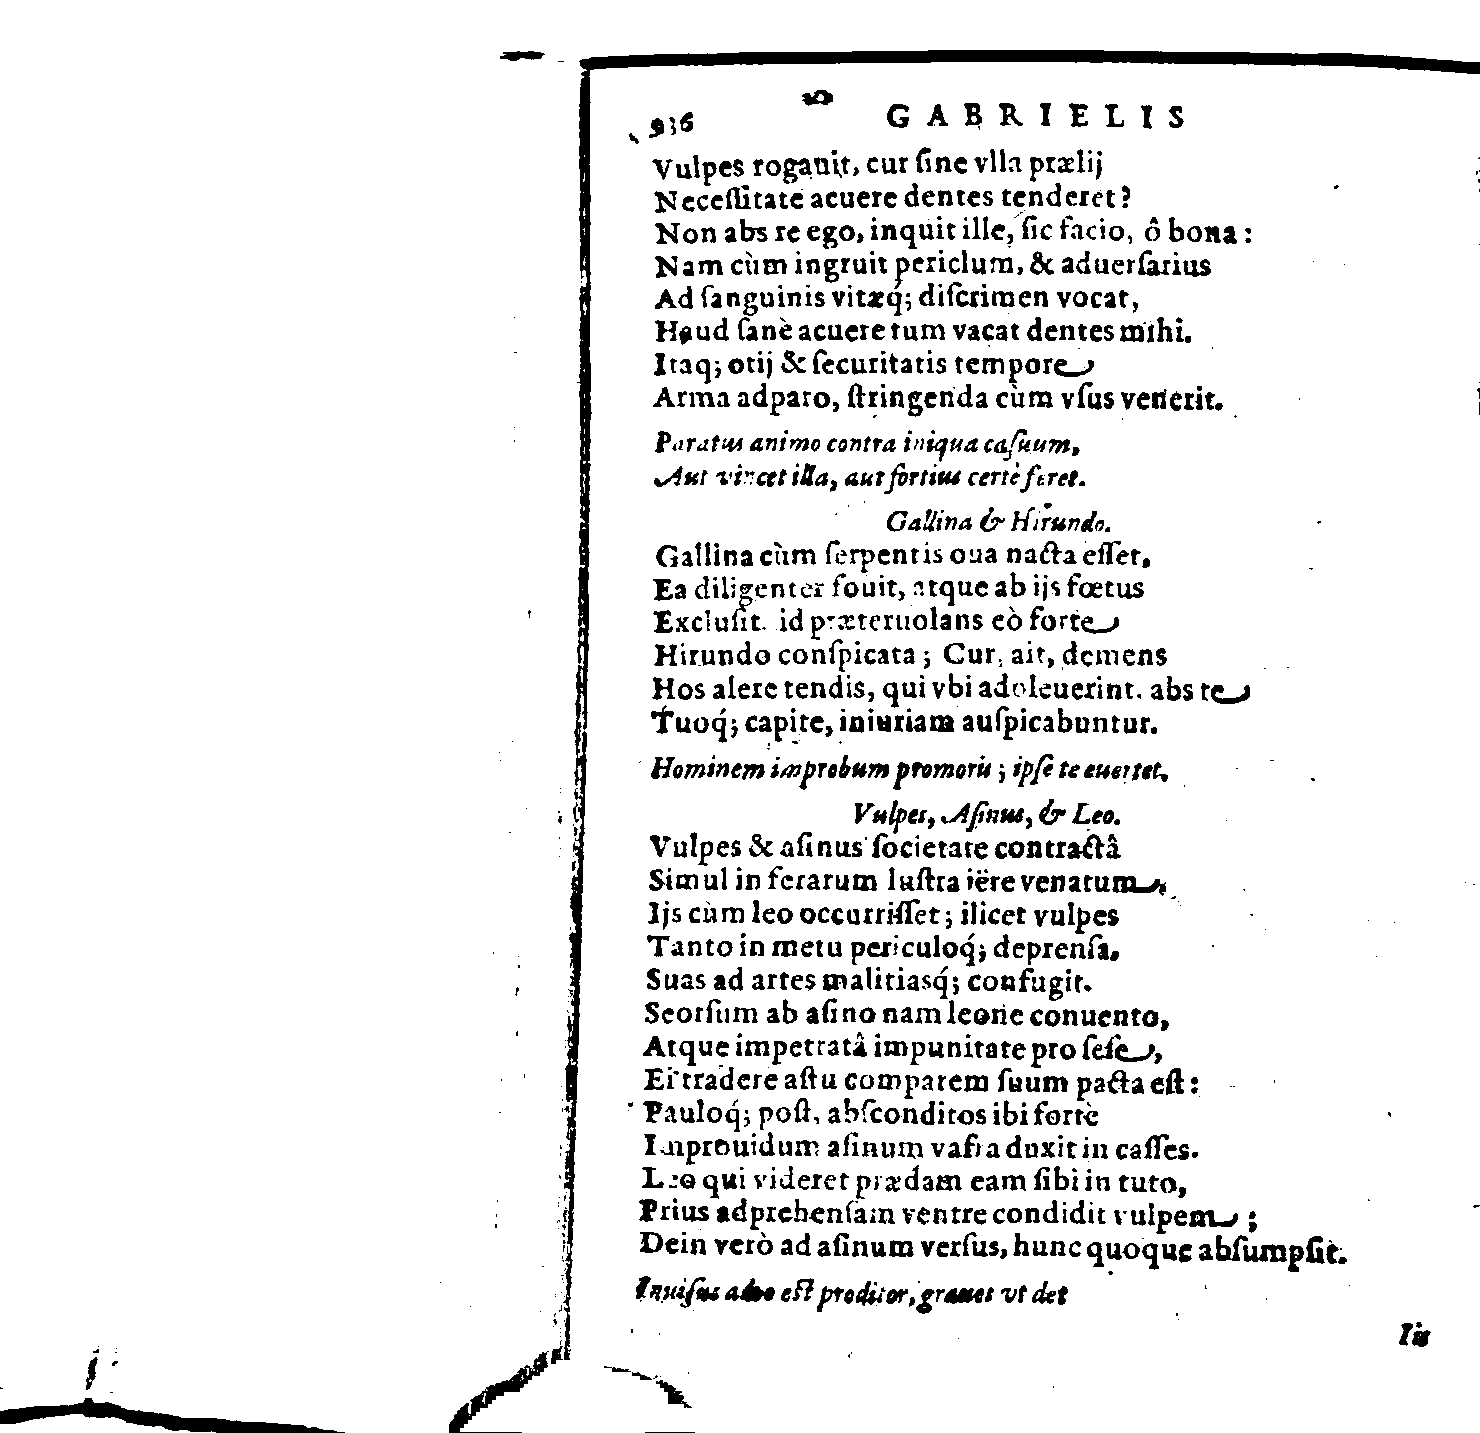 936 GABRIELIS
Vulpes rogauit, cur ſine vlla prælij
Neceſſitate acuere dentes tenderet?
Non abs re ego, inquit ille, ſic facio, ô bona:
Nam cùm ingruit periclum, & aduerſarius
Ad ſanguinis vitæq́; diſcrimen vocat,
Haud ſanè acuere tum vacat dentes mihi.
Itaq; otij & ſecuritatis tempore
Arma adparo, ſtringenda cùm vſus venerit.
Paratus animo contra iniqua caſuum,
Aut vincet illa, aut fortius certè feret.
Gallina & Hirundo.
Gallina cùm ſerpentis oua nacta eſſet,
Ea diligenter fouit, atque ab ijs fœtus
Excluſit. id præteruolans eò forte
Hirundo conſpicata; Cur, ait, demens
Hos alere tendis, qui vbi adoleuerint, abs te
Tuoq́; capite, iniuriam auſpicabuntur.
Hominem improbum promoris; ipſe te euertet.
Vulpes, Aſinus, & Leo.
Vulpes & aſinus ſocietate contractâ
Simul in ferarum luſtra iëre venatum.
Ijs cùm leo occurriſſet; ilicet vulpes
Tanto in metu periculoq́; deprenſa,
Suas ad artes malitiasq́; confugit.
Seorſum ab aſino nam leone conuento,
Atque impetratâ impunitate pro ſeſe,
Ei tradere aſtu comparem ſuum pacta eſt:
Pauloq́; poſt, abſconditos ibi fortè
Inprouidum aſinum vafra duxit in caſſes.
Leo qui videret prædam eam ſibi in tuto,
Prius adprehenſam ventre condidit vulpem;
Dein verò ad aſinum verſus, hunc quoque abſumpſit.
Inuiſus adeo eſt proditor, graues vt det